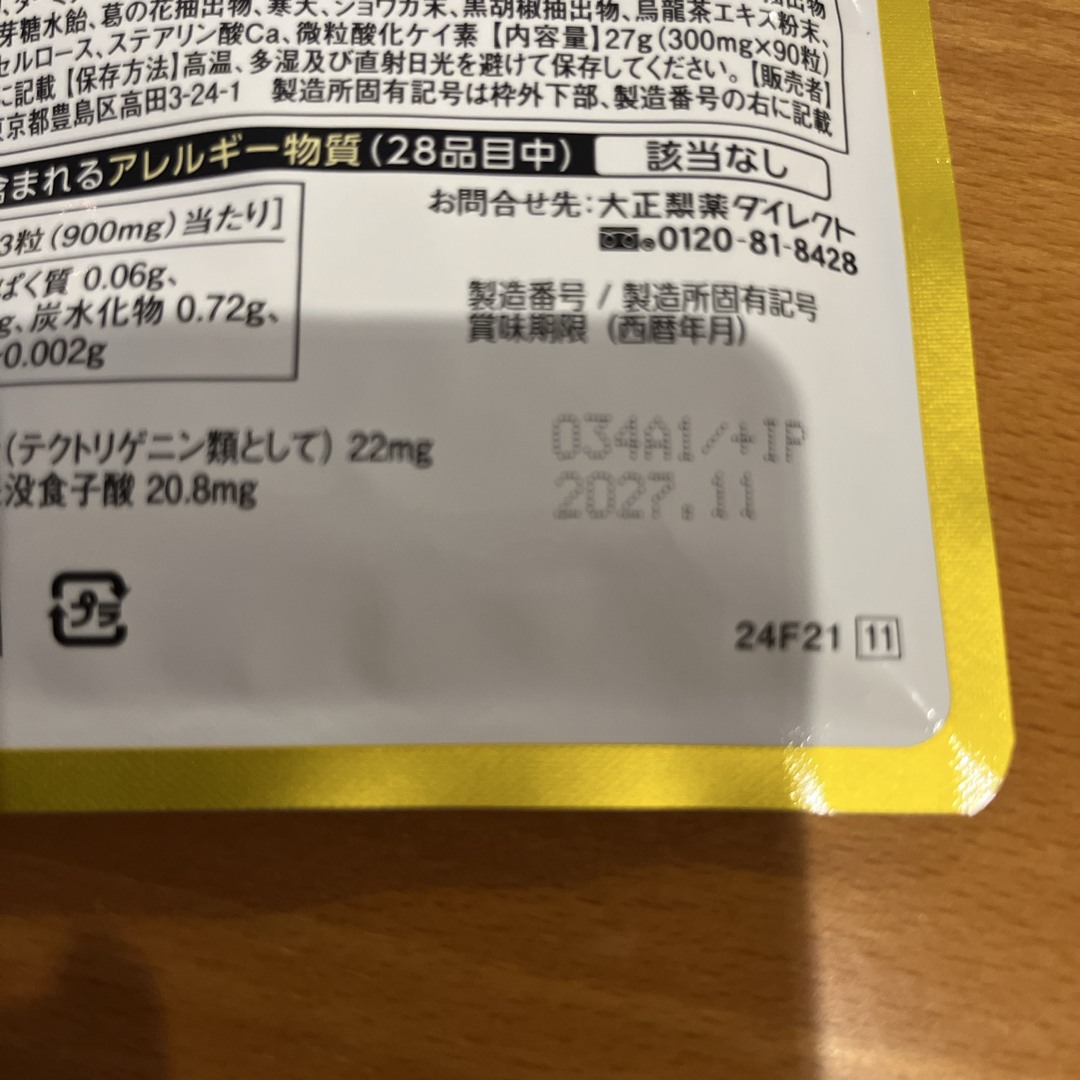 抽出物
芽糖水飴、葛の花抽出物、寒天、ショウガ末、黒胡椒抽出物、烏龍茶エキス粉末、
セルロース、ステアリン酸Ca、微粒酸化ケイ素【内容量】27g(300mg×90粒)
に記載【保存方法】高温、多湿及び直射日光を避けて保存してください。【販売者】
東京都豊島区高田3-24-1 製造所固有記号は枠外下部、製造番号の右に記載
含まれるアレルギー物質(28品目中) 該当なし
3粒(900mg)当たり]
ぱく質 0.06g、
g、炭水化物 0.72g、
0.002g
お問合せ先:大正製薬ダイレクト
0120-81-8428
製造番号 / 製造所固有記号
賞味期限 (西暦年月)
034A1/+1P
2027.11
(テクトリゲニン類として) 22mg
没食子酸 20.8mg
プラ
24F21 11